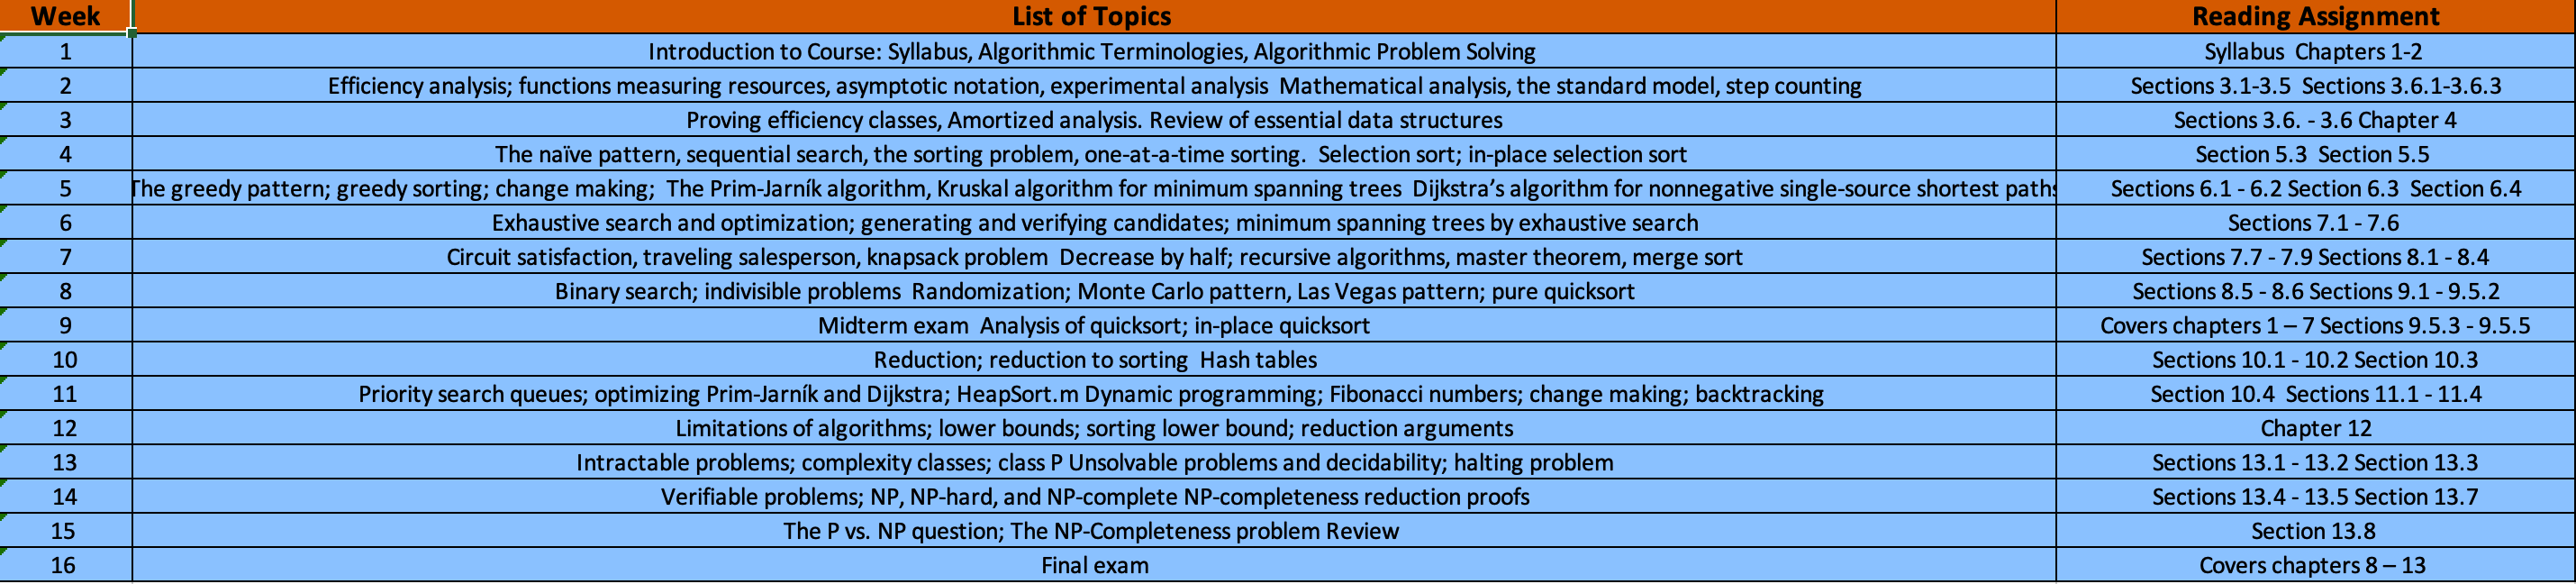 Week List of Topics Reading Assignment
1 Introduction to Course: Syllabus, Algorithmic Terminologies, Algorithmic Problem Solving Syllabus Chapters 1-2
2 Efficiency analysis; functions measuring resources, asymptotic notation, experimental analysis Mathematical analysis, the standard model, step counting Sections 3.1-3.5 Sections 3.6.1-3.6.3
3 Proving efficiency classes, Amortized analysis. Review of essential data structures Sections 3.6. - 3.6 Chapter 4
4 The naïve pattern, sequential search, the sorting problem, one-at-a-time sorting. Selection sort; in-place selection sort Section 5.3 Section 5.5
5 The greedy pattern; greedy sorting; change making; The Prim-Jarník algorithm, Kruskal algorithm for minimum spanning trees Dijkstra’s algorithm for nonnegative single-source shortest paths Sections 6.1 - 6.2 Section 6.3 Section 6.4
6 Exhaustive search and optimization; generating and verifying candidates; minimum spanning trees by exhaustive search Sections 7.1 - 7.6
7 Circuit satisfaction, traveling salesperson, knapsack problem Decrease by half; recursive algorithms, master theorem, merge sort Sections 7.7 - 7.9 Sections 8.1 - 8.4
8 Binary search; indivisible problems Randomization; Monte Carlo pattern, Las Vegas pattern; pure quicksort Sections 8.5 - 8.6 Sections 9.1 - 9.5.2
9 Midterm exam Analysis of quicksort; in-place quicksort Covers chapters 1 – 7 Sections 9.5.3 - 9.5.5
10 Reduction; reduction to sorting Hash tables Sections 10.1 - 10.2 Section 10.3
11 Priority search queues; optimizing Prim-Jarník and Dijkstra; HeapSort.m Dynamic programming; Fibonacci numbers; change making; backtracking Section 10.4 Sections 11.1 - 11.4
12 Limitations of algorithms; lower bounds; sorting lower bound; reduction arguments Chapter 12
13 Intractable problems; complexity classes; class P Unsolvable problems and decidability; halting problem Sections 13.1 - 13.2 Section 13.3
14 Verifiable problems; NP, NP-hard, and NP-complete NP-completeness reduction proofs Sections 13.4 - 13.5 Section 13.7
15 The P vs. NP question; The NP-Completeness problem Review Section 13.8
16 Final exam Covers chapters 8 – 13